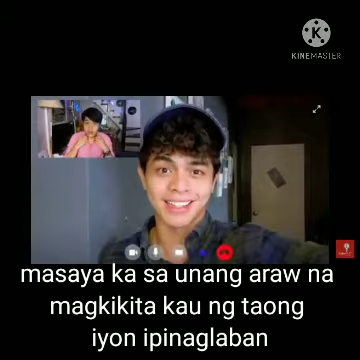 KINEMASTER
masaya ka sa unang araw na
magkikita kau ng taong
iyon ipinaglaban